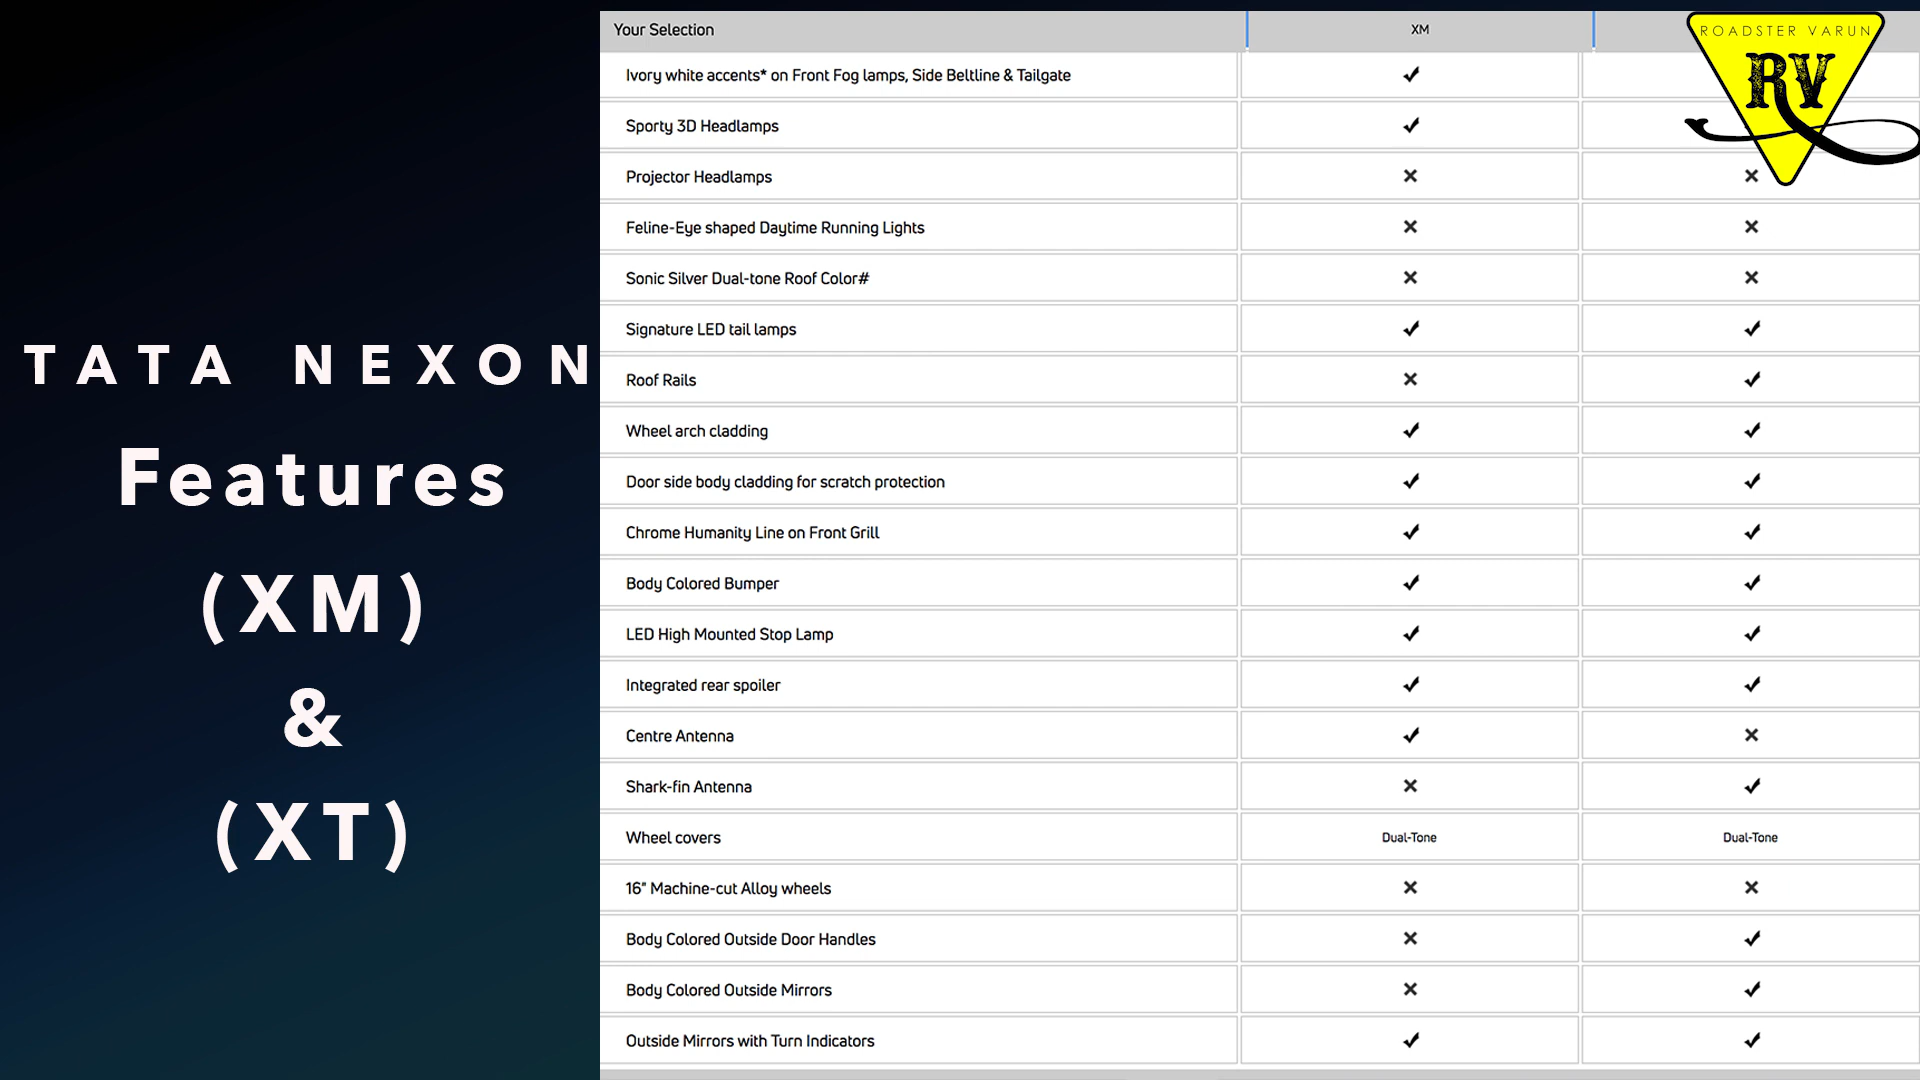 TATA NEXON
Features
(XM)
&
(XT)
Your Selection XM
ROADSTER VARUN
RV
Ivory white accents* on Front Fog lamps, Side Beltline & Tailgate
Sporty 3D Headlamps
Projector Headlamps
Feline-Eye shaped Daytime Running Lights
Sonic Silver Dual-tone Roof Color#
Signature LED tail lamps
Roof Rails
Wheel arch cladding
Door side body cladding for scratch protection
Chrome Humanity Line on Front Grill
Body Colored Bumper
LED High Mounted Stop Lamp
Integrated rear spoiler
Centre Antenna
Shark-fin Antenna
Wheel covers Dual-Tone Dual-Tone
16" Machine-cut Alloy wheels
Body Colored Outside Door Handles
Body Colored Outside Mirrors
Outside Mirrors with Turn Indicators